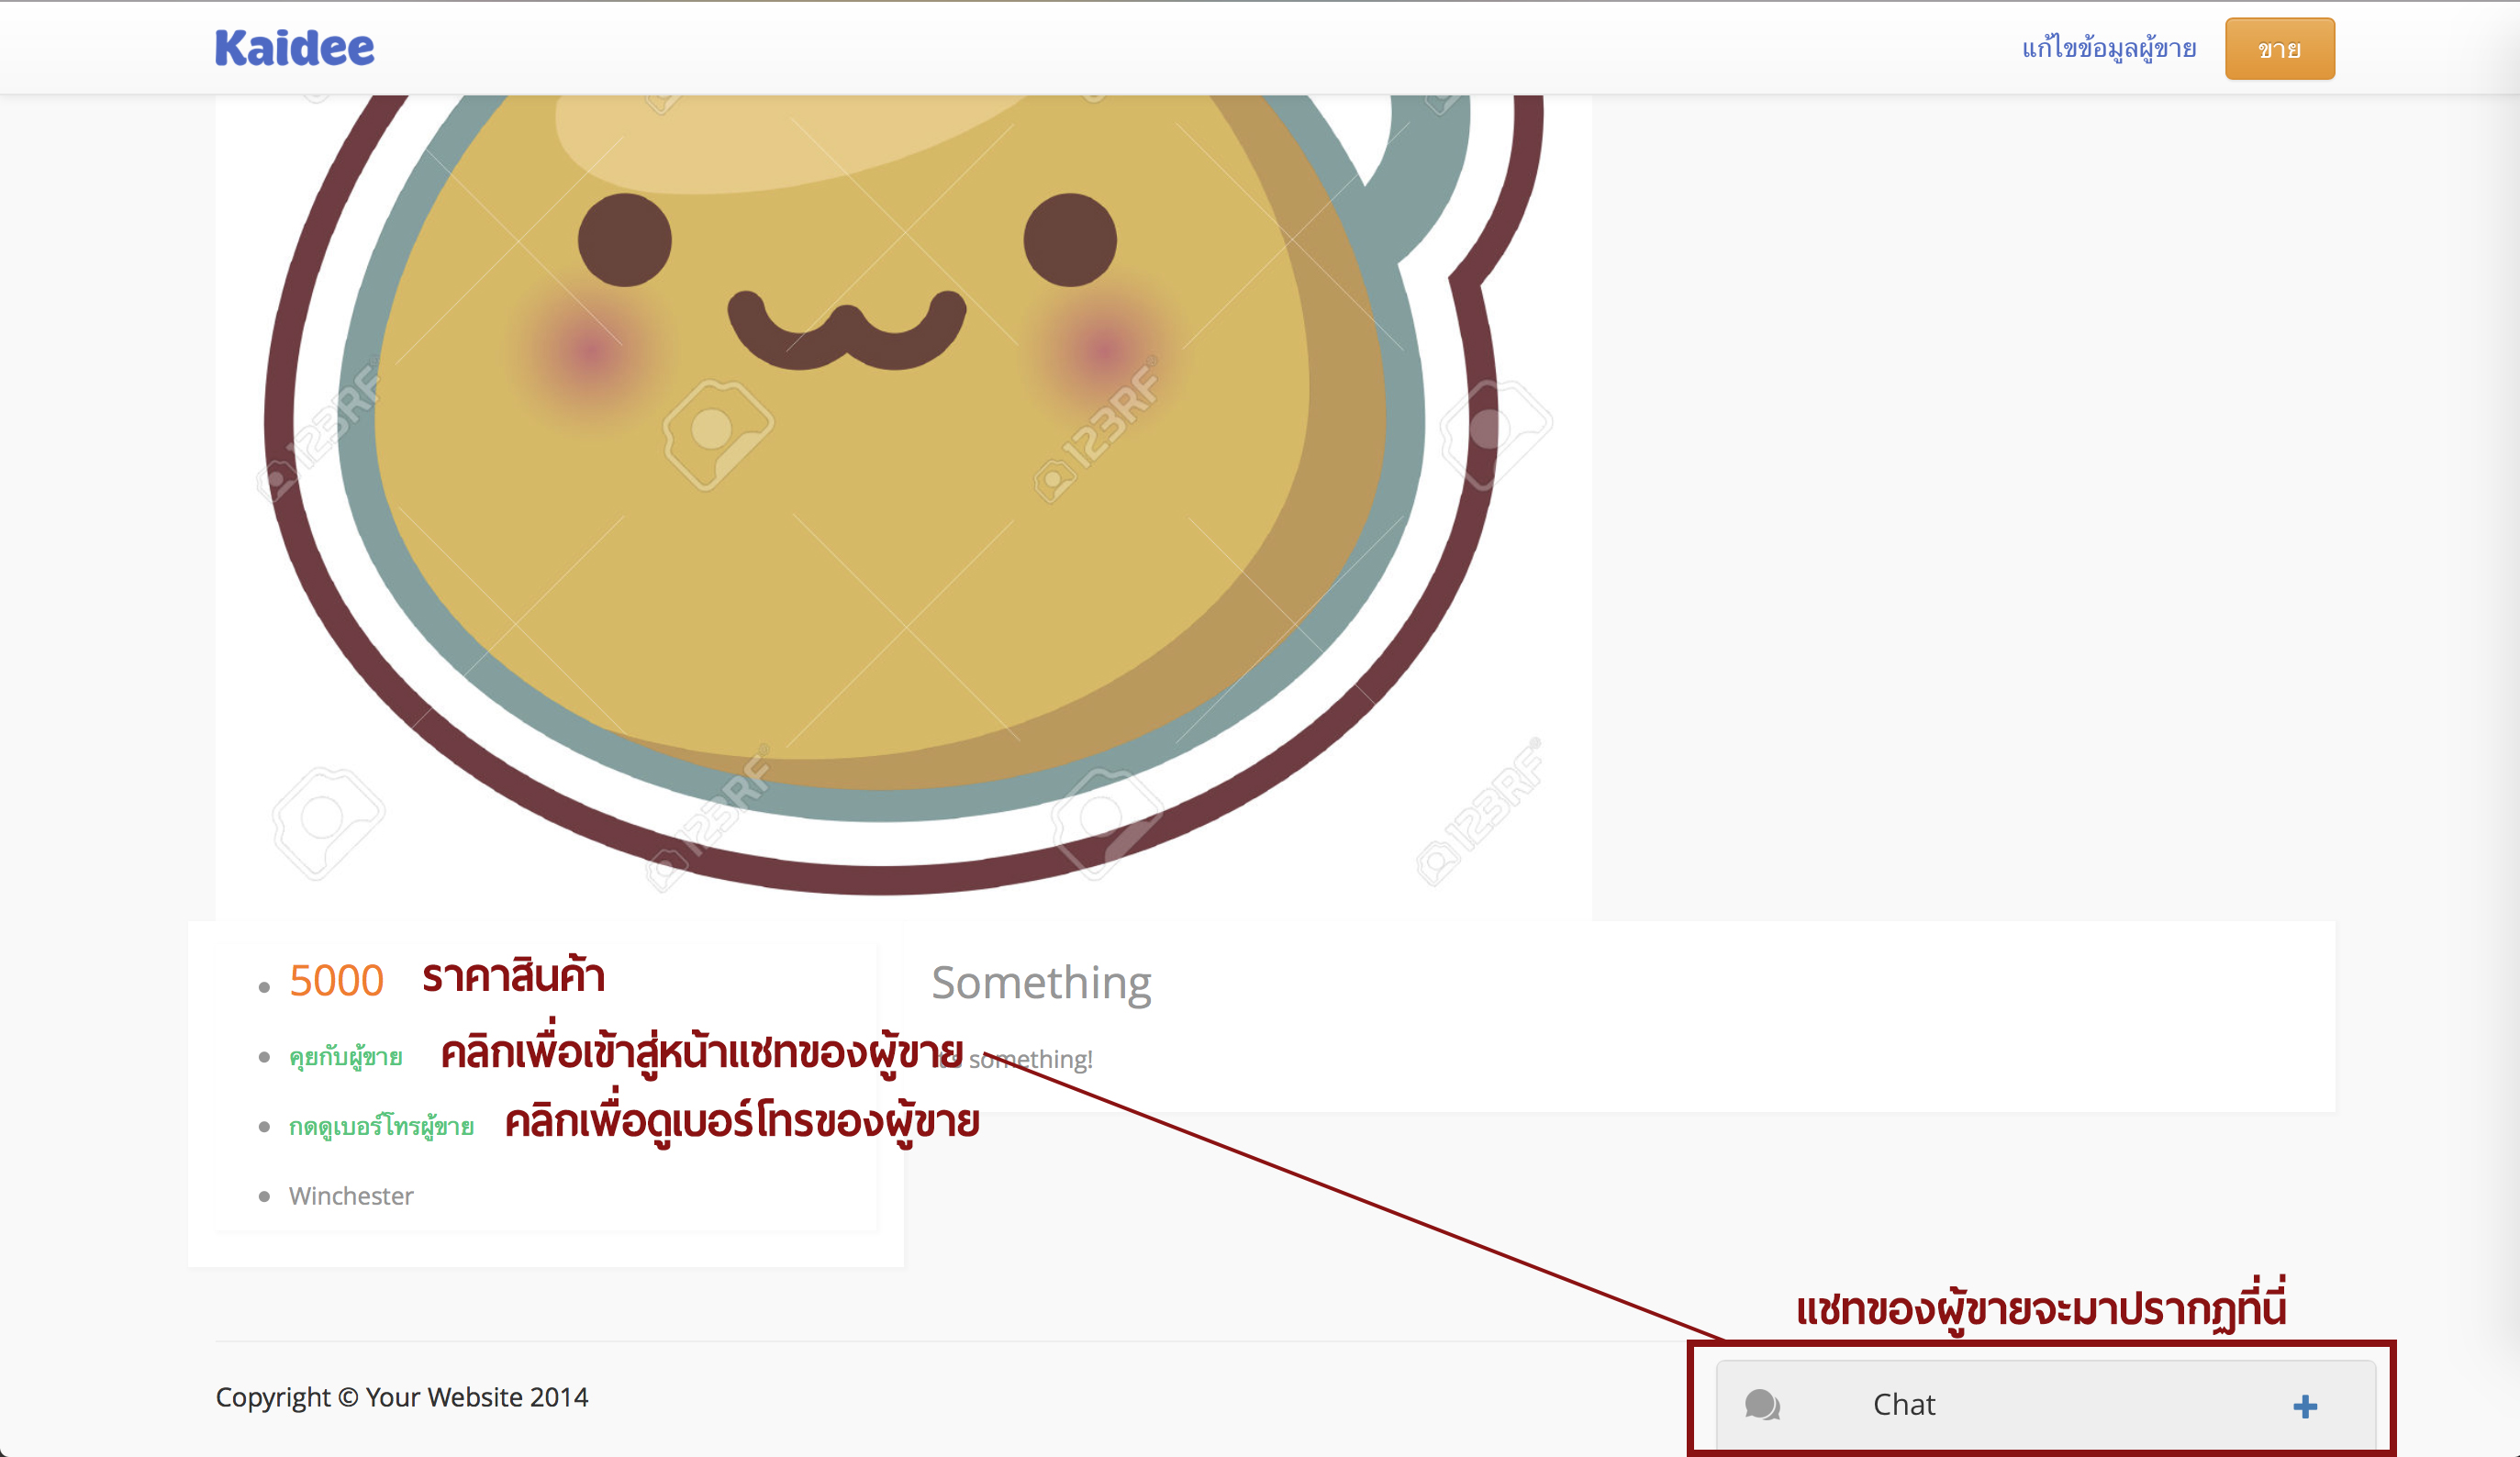 Kaidee
แก้ไขข้อมูลผู้ขาย
ขาย
123RF®
123RF®
123RF®
123RF®
5000 ราคาสินค้า
Something
คุยกับผู้ขาย คลิกเพื่อเข้าสู่หน้าแชทของผู้ขาย
something!
กดดูเบอร์โทรผู้ขาย คลิกเพื่อดูเบอร์โทรของผู้ขาย
Winchester
แชทของผู้ขายจะมาปรากฏที่นี่
Copyright © Your Website 2014
Chat